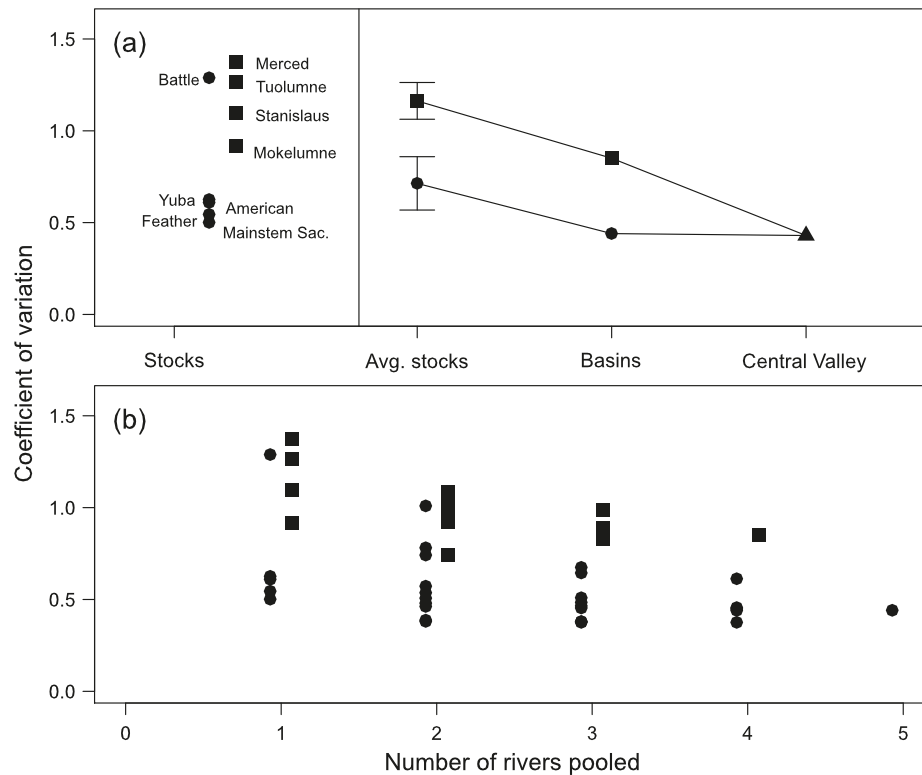 (a)
1.5
1.0
0.5
0.0
Battle
Merced
Tuolumne
Stanislaus
Mokelumne
Yuba
American
Feather
Mainstem Sac.
Stocks
Avg. stocks
Basins
Central Valley
Coefficient of variation
(b)
1.5
1.0
0.5
0.0
0 1 2 3 4 5
Number of rivers pooled